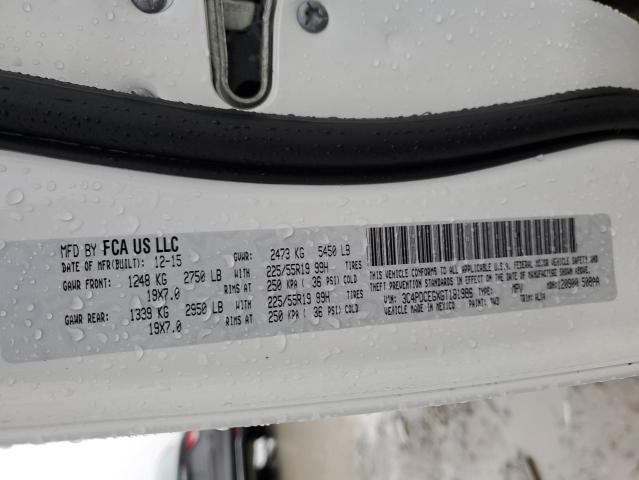 MFD BY FCA US LLC
DATE OF MFR(BUILT): 12-15 GVWR: 2473 KG 5450 LB
GAWR FRONT: 1248 KG 2750 LB WITH 225/55R19 99H TIRES
19X7.0 RIMS AT 250 KPA ( 36 PSI) COLD
GAWR REAR: 1339 KG 2950 LB WITH 225/55R19 99H TIRES
19X7.0 RIMS AT 250 KPA ( 36 PSI) COLD
THIS VEHICLE CONFORMS TO ALL APPLICABLE U.S.A. FEDERAL MOTOR VEHICLE SAFETY AND
THEFT PREVENTION STANDARDS IN EFFECT ON THE DATE OF MANUFACTURE SHOWN ABOVE.
VIN: TYPE: MPV MDH:
VEHICLE MADE IN MEXICO PAINT: PW3 TRIM: